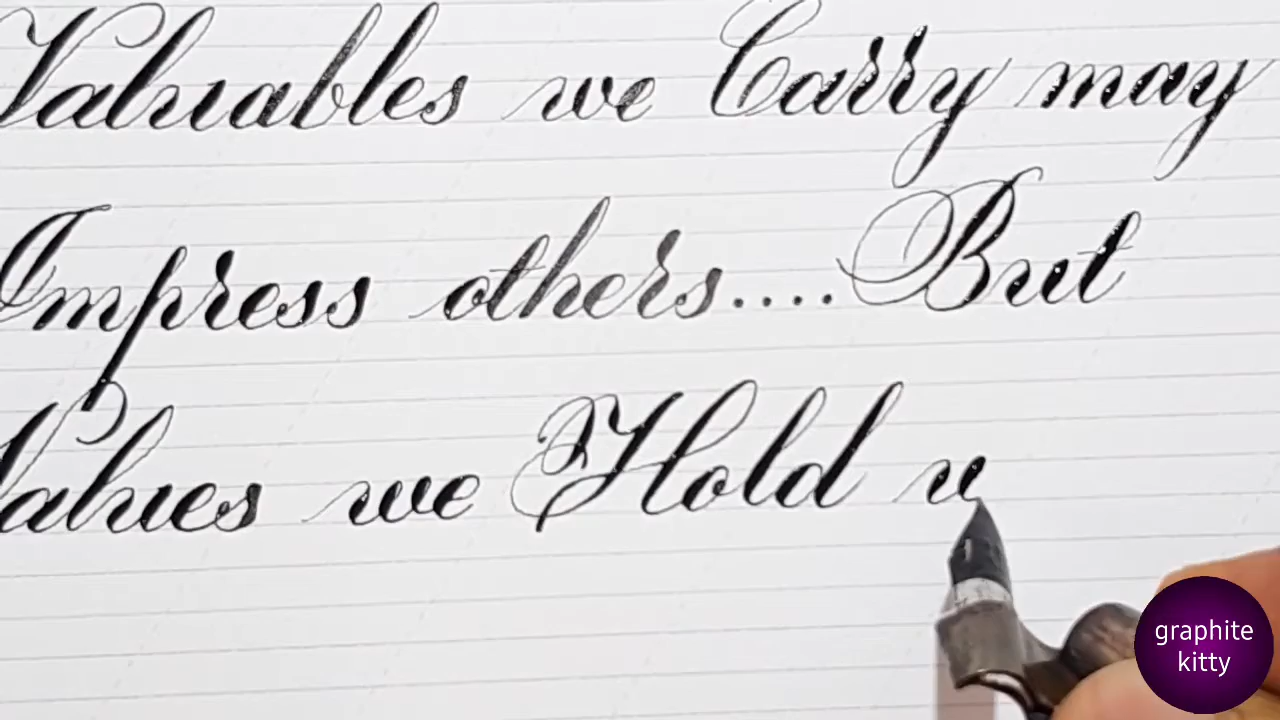 Valuables we Carry may
Impress others.... But
Values we Hold
graphite
kitty